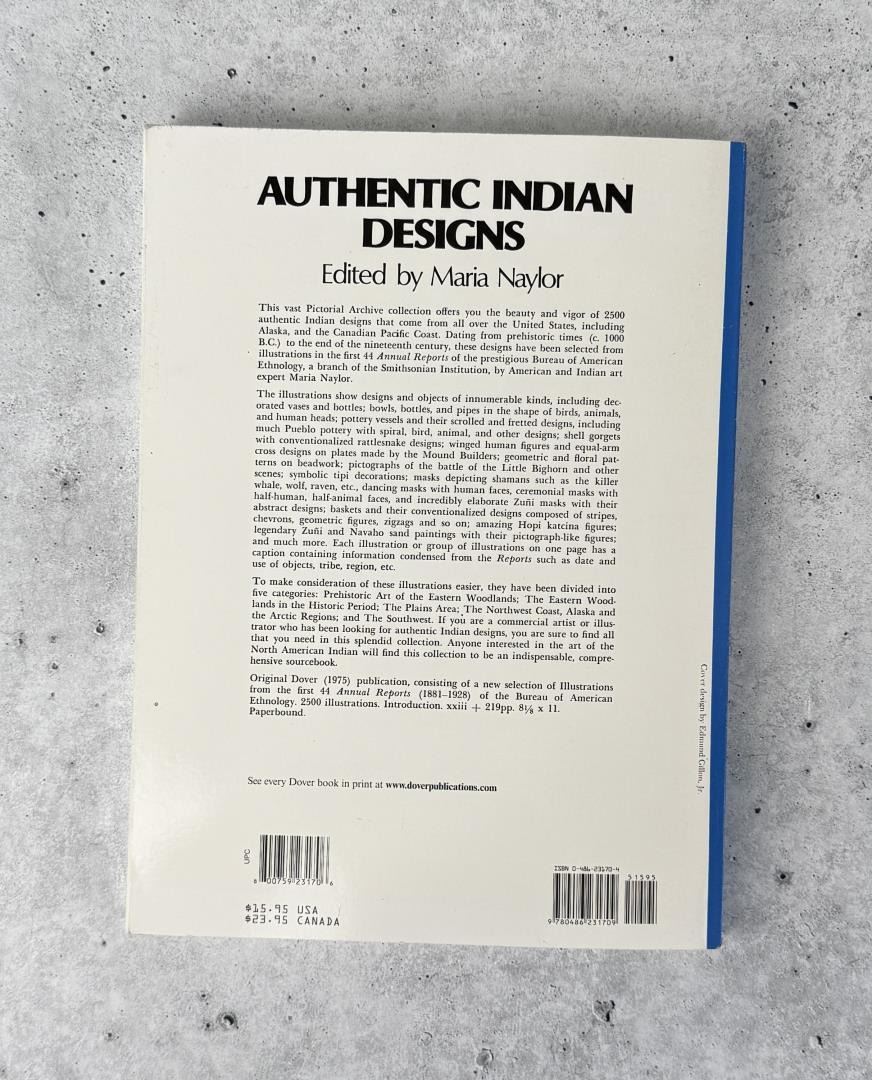 AUTHENTIC INDIAN
DESIGNS
Edited by Maria Naylor
This vast Pictorial Archive collection offers you the beauty and vigor of 2500
authentic Indian designs that come from all over the United States, including
Alaska, and the Canadian Pacific Coast. Dating from prehistoric times (c. 1000
B.C.) to the end of the nineteenth century, these designs have been selected from
illustrations in the first 44 Annual Reports of the prestigious Bureau of American
Ethnology, a branch of the Smithsonian Institution, by American and Indian art
expert Maria Naylor.
The illustrations show designs and objects of innumerable kinds, including dec-
orated vases and bottles; bowls, bottles, and pipes in the shape of birds, animals,
and human heads; pottery vessels and their scrolled and fretted designs, including
much Pueblo pottery with spiral, bird, animal, and other designs; shell gorgets
with conventionalized rattlesnake designs; winged human figures and equal-arm
cross designs on plates made by the Mound Builders; geometric and floral pat-
terns on beadwork; pictographs of the battle of the Little Bighorn and other
scenes; symbolic tipi decorations; masks depicting shamans such as the killer
whale, wolf, raven, etc., dancing masks with human faces, ceremonial masks with
half-human, half-animal faces, and incredibly elaborate Zuñi masks with their
abstract designs; baskets and their conventionalized designs composed of stripes,
chevrons, geometric figures, zigzags and so on; amazing Hopi katcina figures;
legendary Zuñi and Navaho sand paintings with their pictograph-like figures;
and much more. Each illustration or group of illustrations on one page has a
caption containing information condensed from the Reports such as date and
use of objects, tribe, region, etc.
To make consideration of these illustrations easier, they have been divided into
five categories: Prehistoric Art of the Eastern Woodlands; The Eastern Wood-
lands in the Historic Period; The Plains Area; The Northwest Coast, Alaska and
the Arctic Regions; and The Southwest. If you are a commercial artist or illus-
trator who has been looking for authentic Indian designs, you are sure to find all
that you need in this splendid collection. Anyone interested in the art of the
North American Indian will find this collection to be an indispensable, compre-
hensive sourcebook.
Original Dover (1975) publication, consisting of a new selection of Illustrations
from the first 44 Annual Reports (1881–1928) of the Bureau of American
Ethnology. 2500 illustrations. Introduction. xxiii + 219pp. 8⅛ x 11.
Paperbound.
Cover design by Edmund Gillon, Jr.
See every Dover book in print at www.doverpublications.com
UPC
8 00759 23170 6
$15.95 USA
$23.95 CANADA
ISBN 0-486-23170-4
51595
9 780486 231709